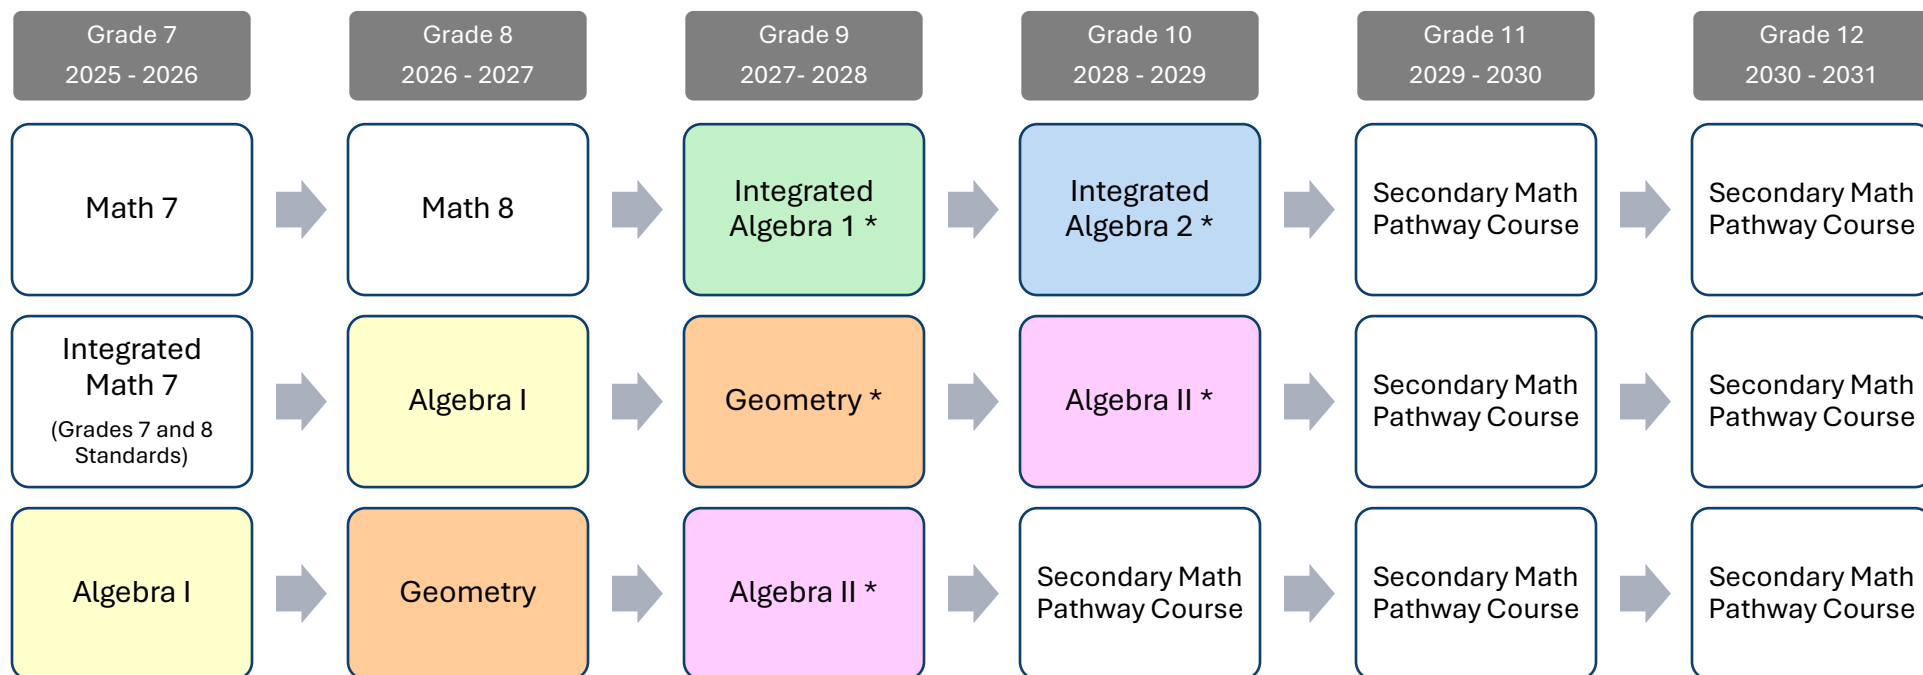 Grade 7
2025 - 2026
Grade 8
2026 - 2027
Grade 9
2027- 2028
Grade 10
2028 - 2029
Grade 11
2029 - 2030
Grade 12
2030 - 2031
Math 7
Math 8
Integrated
Algebra 1 *
Integrated
Algebra 2 *
Secondary Math
Pathway Course
Secondary Math
Pathway Course
Integrated
Math 7
(Grades 7 and 8
Standards)
Algebra I
Geometry *
Algebra II *
Secondary Math
Pathway Course
Secondary Math
Pathway Course
Algebra I
Geometry
Algebra II *
Secondary Math
Pathway Course
Secondary Math
Pathway Course
Secondary Math
Pathway Course